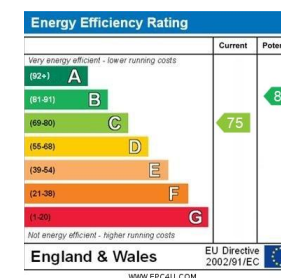 Energy Efficiency Rating
Current
Very energy efficient - lower running costs
(92+) A
(81-91) B
8
(69-80) C 75
(55-68) D
(39-54) E
(21-38) F
(1-20) G
Not energy efficient - higher running costs
England & Wales
EU Directive
2002/91/EC
WWW.EPC4U.COM